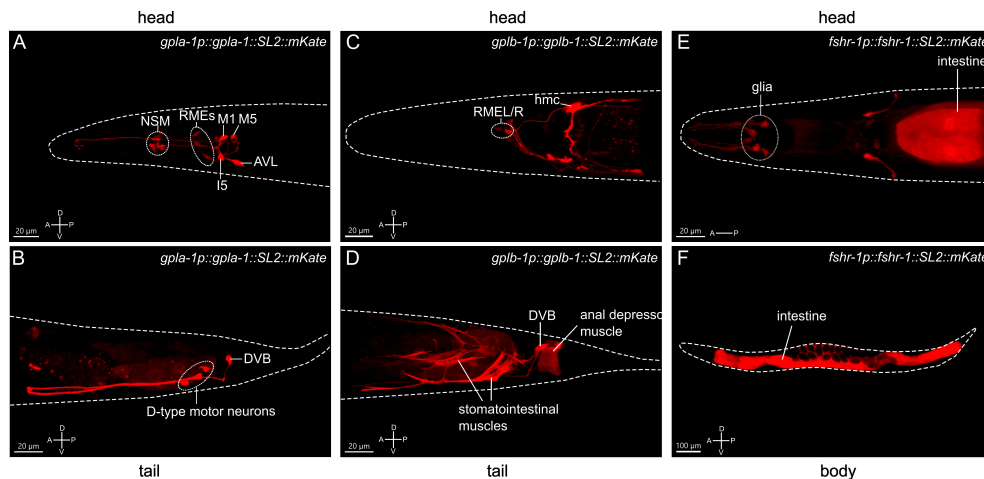 head
head
head
A
gpla-1p::gpla-1::SL2::mKate
NSM
RMEs
M1 M5
AVL
I5
D
A P
V
20 µm
C
gplb-1p::gplb-1::SL2::mKate
hmc
RMEL/R
D
A P
V
20 µm
E
fshr-1p::fshr-1::SL2::mKate
intestine
glia
A P
20 µm
B
gpla-1p::gpla-1::SL2::mKate
DVB
D-type motor neurons
D
A P
V
20 µm
D
gplb-1p::gplb-1::SL2::mKate
DVB
anal depresso
muscle
stomatointestinal
muscles
D
A P
V
20 µm
F
fshr-1p::fshr-1::SL2::mKate
intestine
D
A P
V
100 µm
tail
tail
body